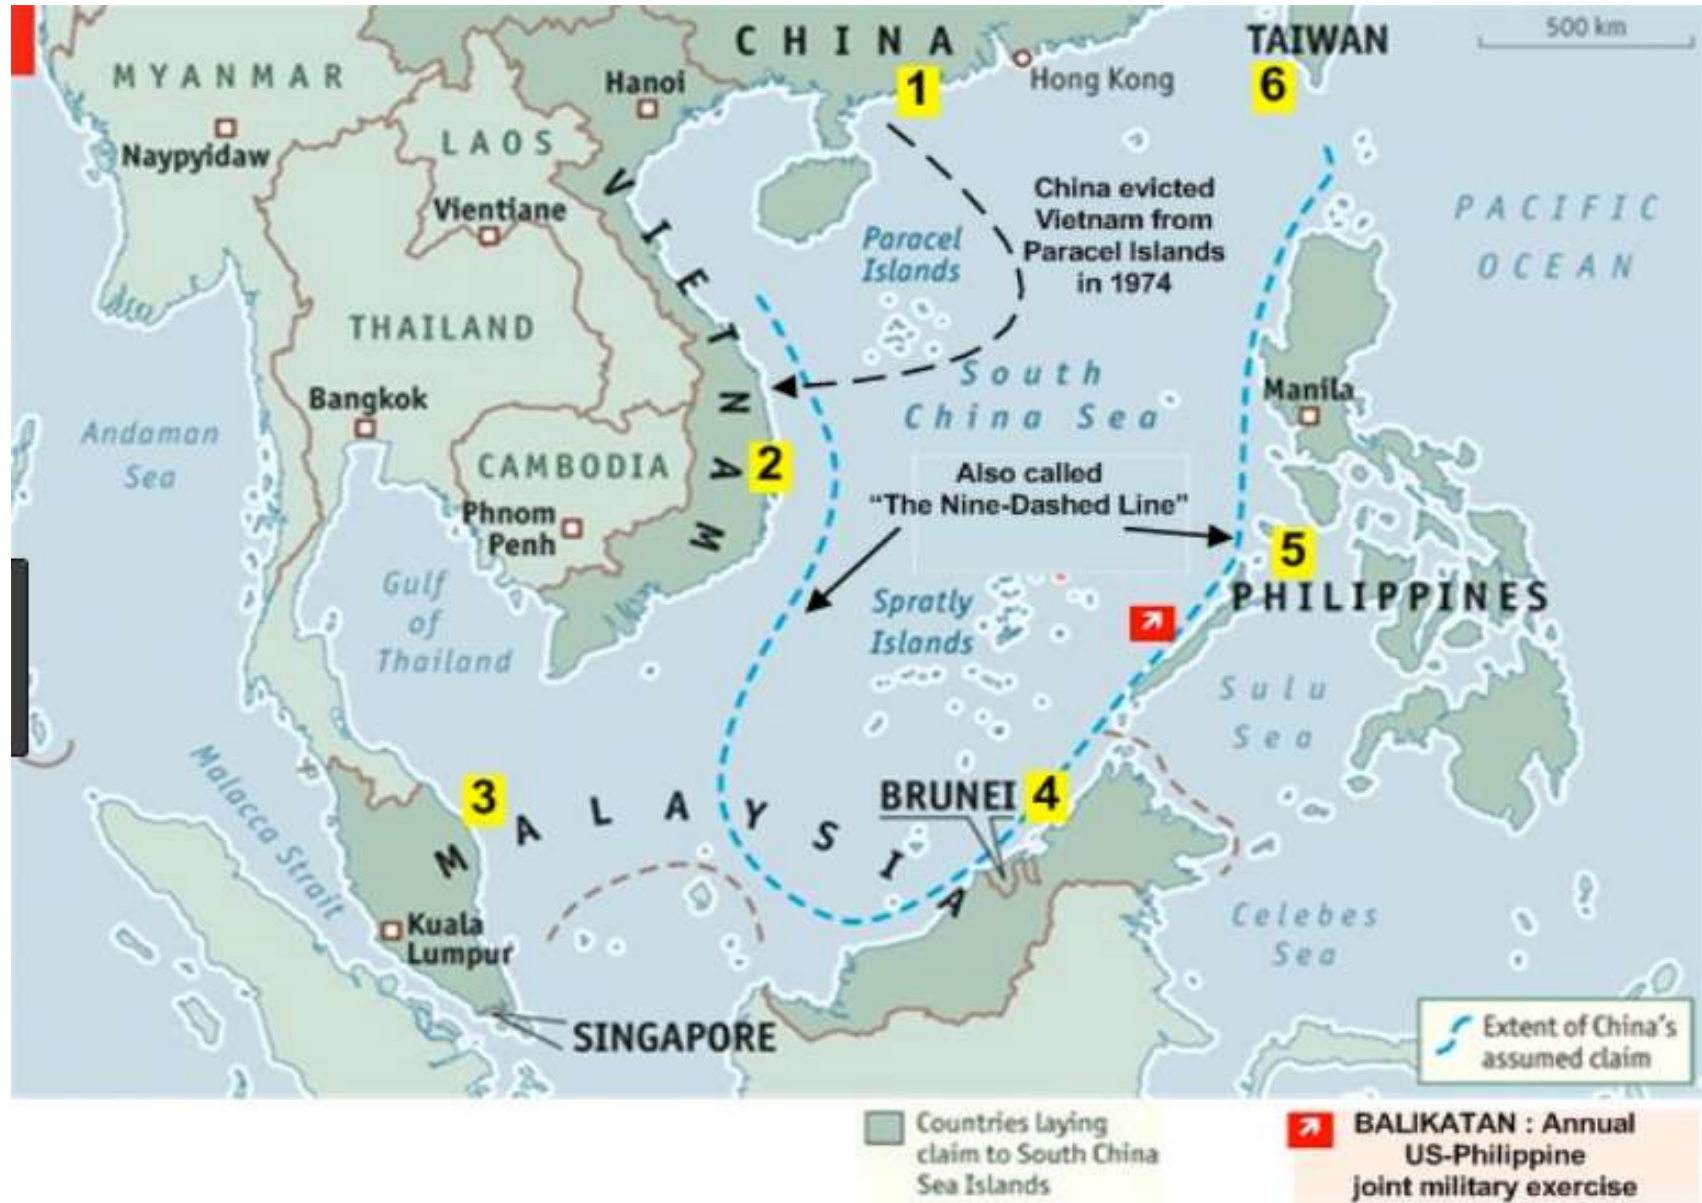 CHINA
TAIWAN
500 km
MYANMAR
Hanoi
1
Hong Kong
6
Naypyidaw
LAOS
China evicted
Vietnam from
Paracel Islands
in 1974
Vientiane
VIETNAM
Paracel
Islands
PACIFIC
OCEAN
THAILAND
South
China Sea
Manila
Bangkok
Andaman
Sea
CAMBODIA
2
Also called
“The Nine-Dashed Line”
Phnom
Penh
5
PHILIPPINES
Gulf
of
Thailand
Spratly
Islands
Sulu
Sea
Malacca Strait
3
MALAYSIA
BRUNEI
4
Kuala
Lumpur
Celebes
Sea
SINGAPORE
Extent of China's
assumed claim
Countries laying
claim to South China
Sea Islands
BALIKATAN : Annual
US-Philippine
joint military exercise